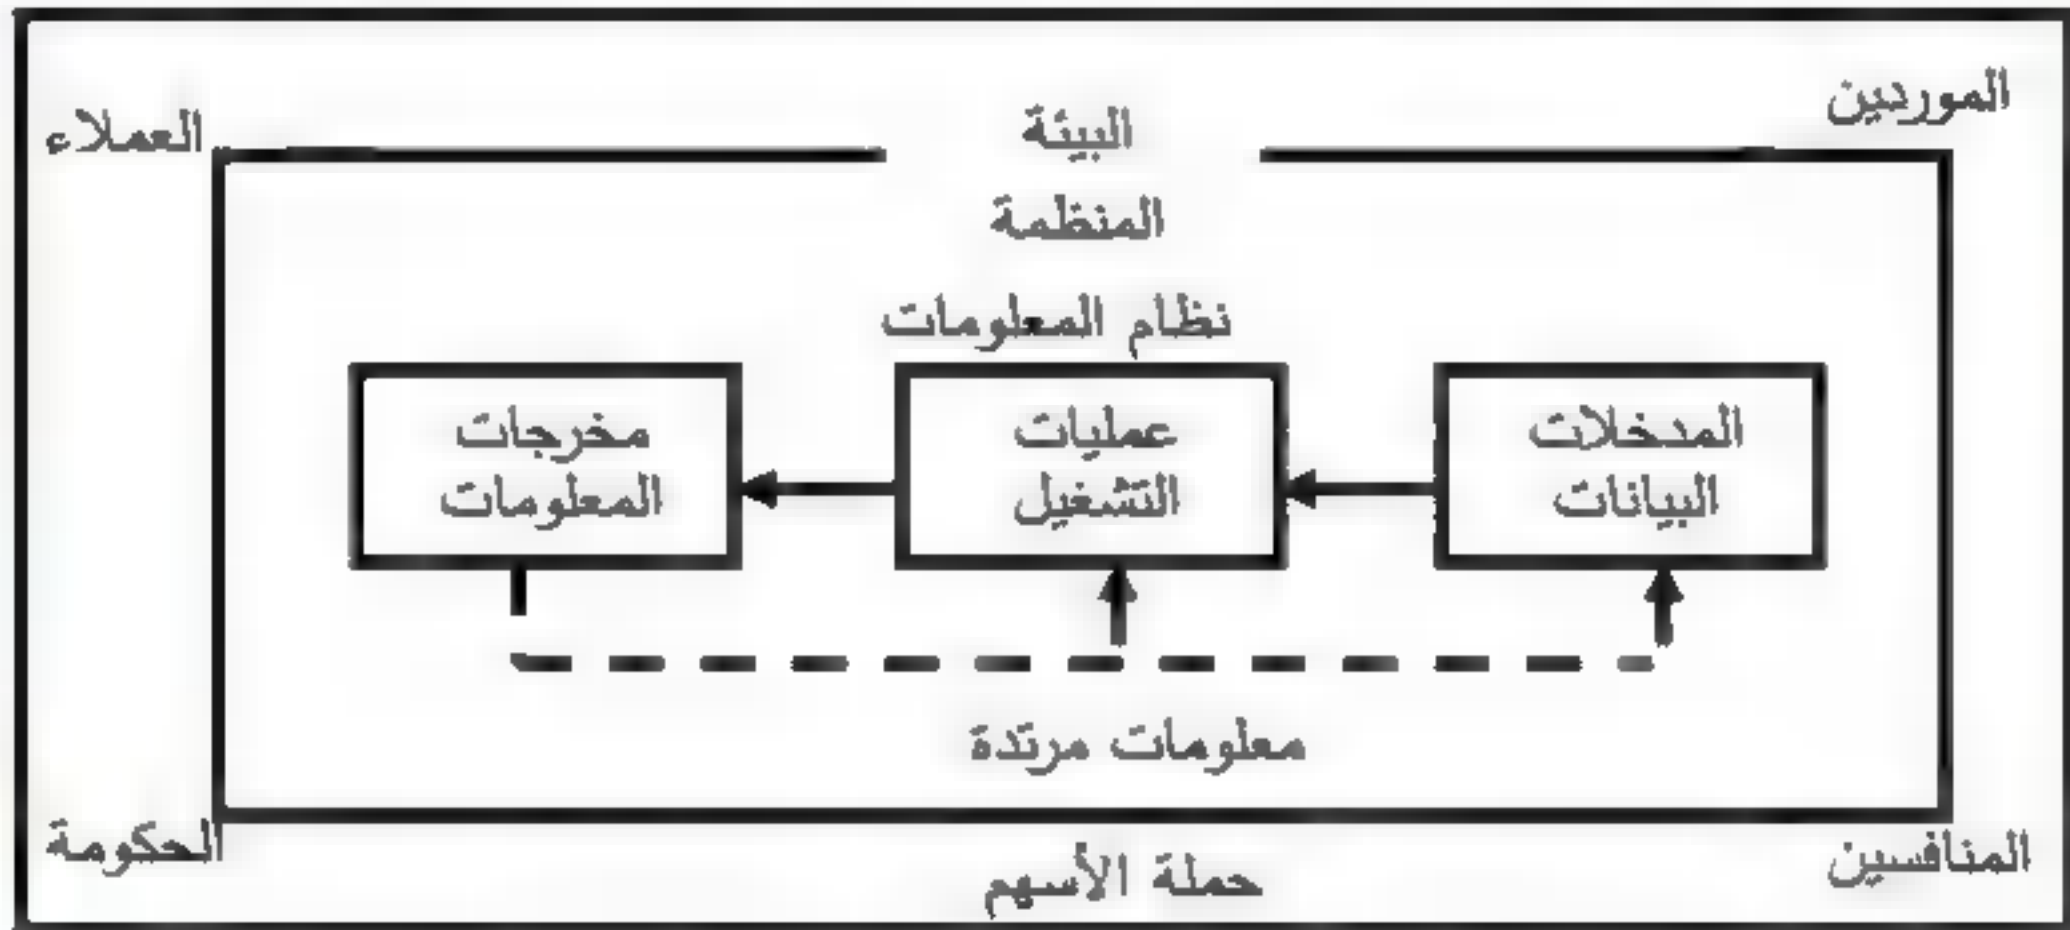 الموردين
البيئة
العملاء
المنظمة
نظام المعلومات
المدخلات
البيانات
عمليات
التشغيل
مخرجات
المعلومات
معلومات مرتدة
المنافسين
حملة الأسهم
الحكومة